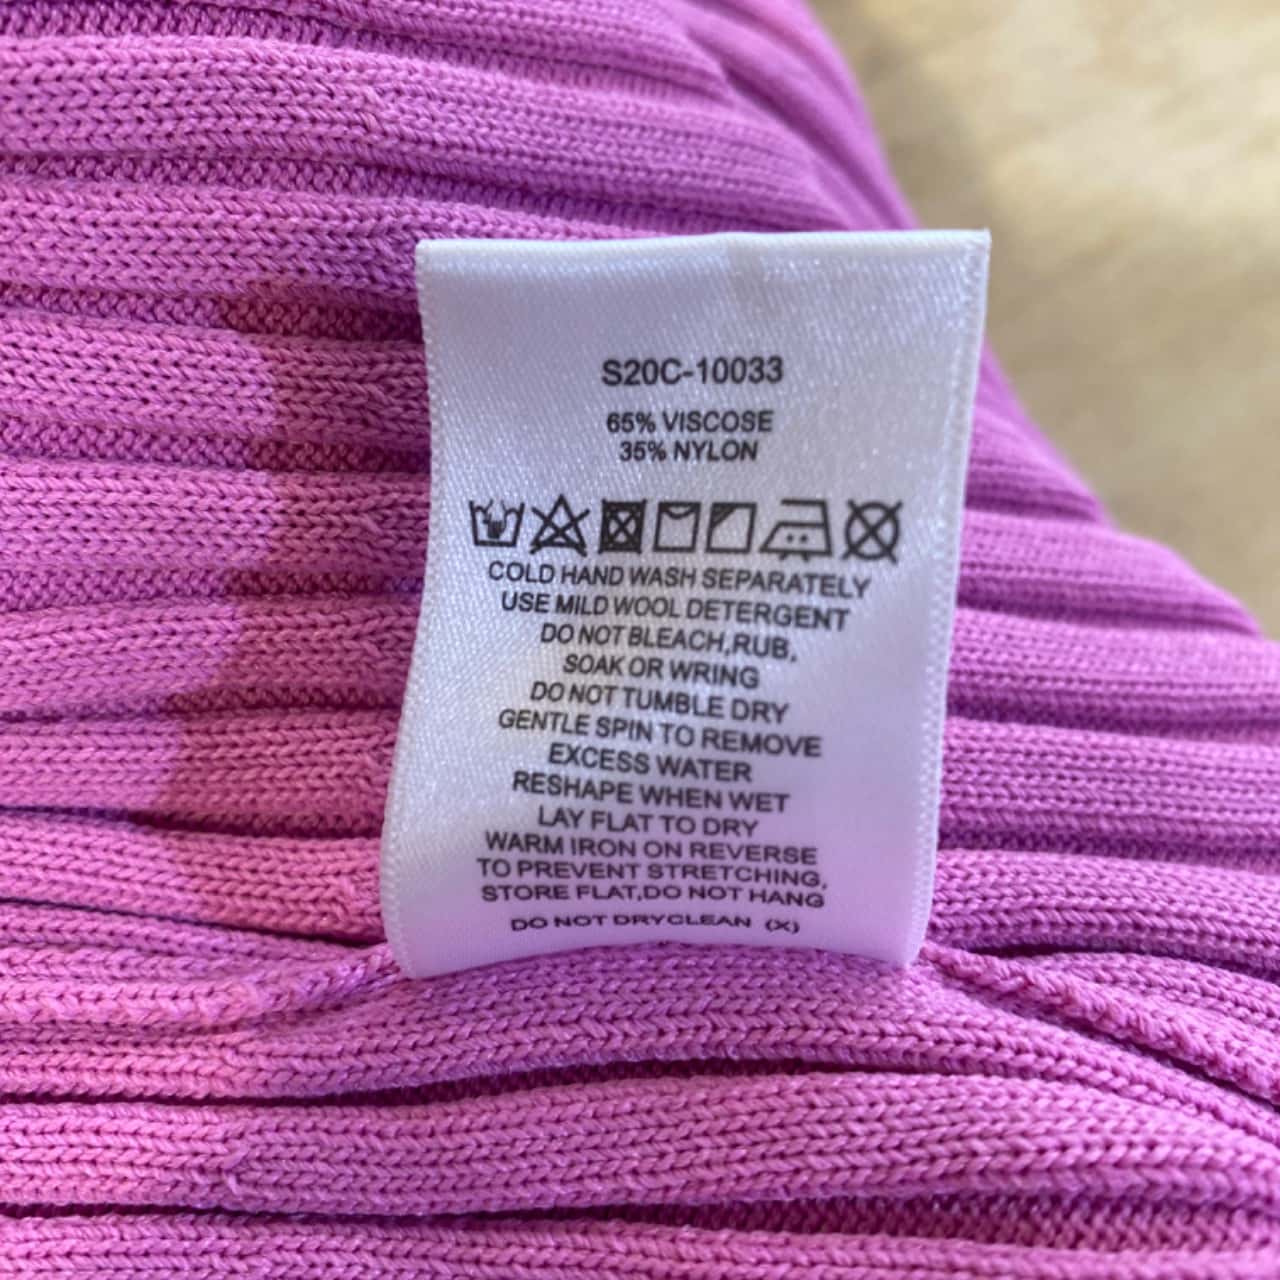 S20C-10033
65% VISCOSE
35% NYLON
COLD HAND WASH SEPARATELY
USE MILD WOOL DETERGENT
DO NOT BLEACH,RUB,
SOAK OR WRING
DO NOT TUMBLE DRY
GENTLE SPIN TO REMOVE
EXCESS WATER
RESHAPE WHEN WET
LAY FLAT TO DRY
WARM IRON ON REVERSE
TO PREVENT STRETCHING,
STORE FLAT,DO NOT HANG
DO NOT DRYCLEAN (X)